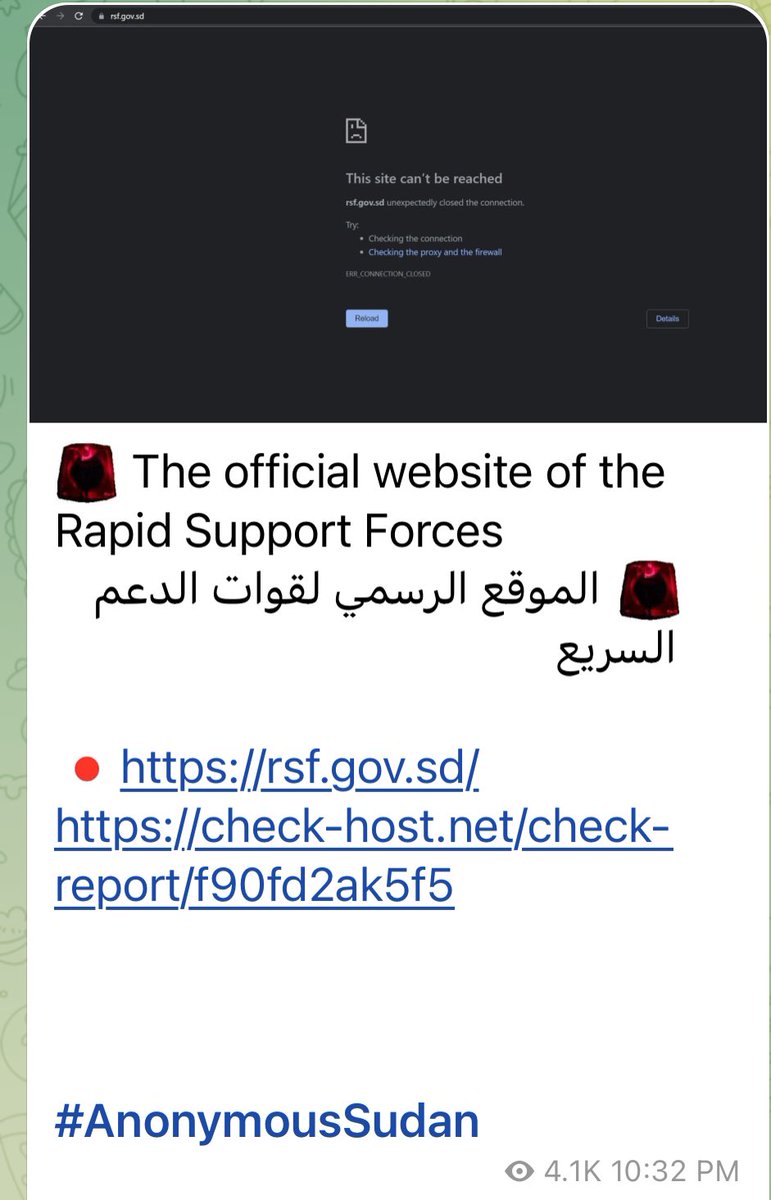 rsf.gov.sd
This site can't be reached
rsf.gov.sd unexpectedly closed the connection.
Try:
• Checking the connection
• Checking the proxy and the firewall
ERR_CONNECTION_CLOSED
Reload
Details
The official website of the
Rapid Support Forces
الموقع الرسمي لقوات الدعم
السريع
https://rsf.gov.sd/
https://check-host.net/check-
report/f90fd2ak5f5
#AnonymousSudan
4.1K 10:32 PM